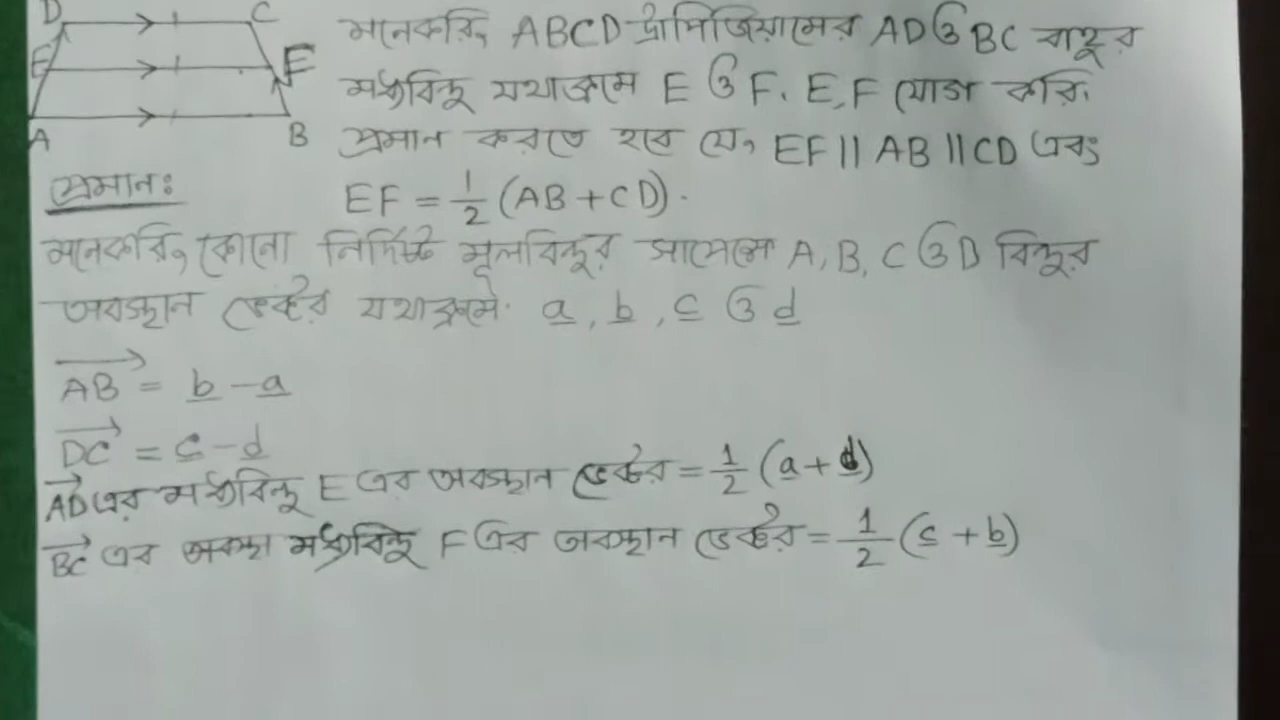 D C
E E
A B
মনেকরি, ABCD ট্রাপিজিয়ামের AD ও BC বাহুর
মধ্যবিন্দু যথাক্রমে E ও F. E, F যোগ করি.
প্রমান করতে হবে যে, EF || AB || CD এবং
EF = 1/2 (AB + CD).
প্রমান:
মনেকরি, কোনো নির্দিষ্ট মূলবিন্দুর সাপেক্ষে A, B, C ও D বিন্দুর
অবস্থান ভেক্টর যথাক্রমে a, b, c ও d
AB = b - a
DC = c - d
AD এর মধ্যবিন্দু E এর অবস্থান ভেক্টর = 1/2 (a + d)
BC এর মধ্যবিন্দু F এর অবস্থান ভেক্টর = 1/2 (c + b)